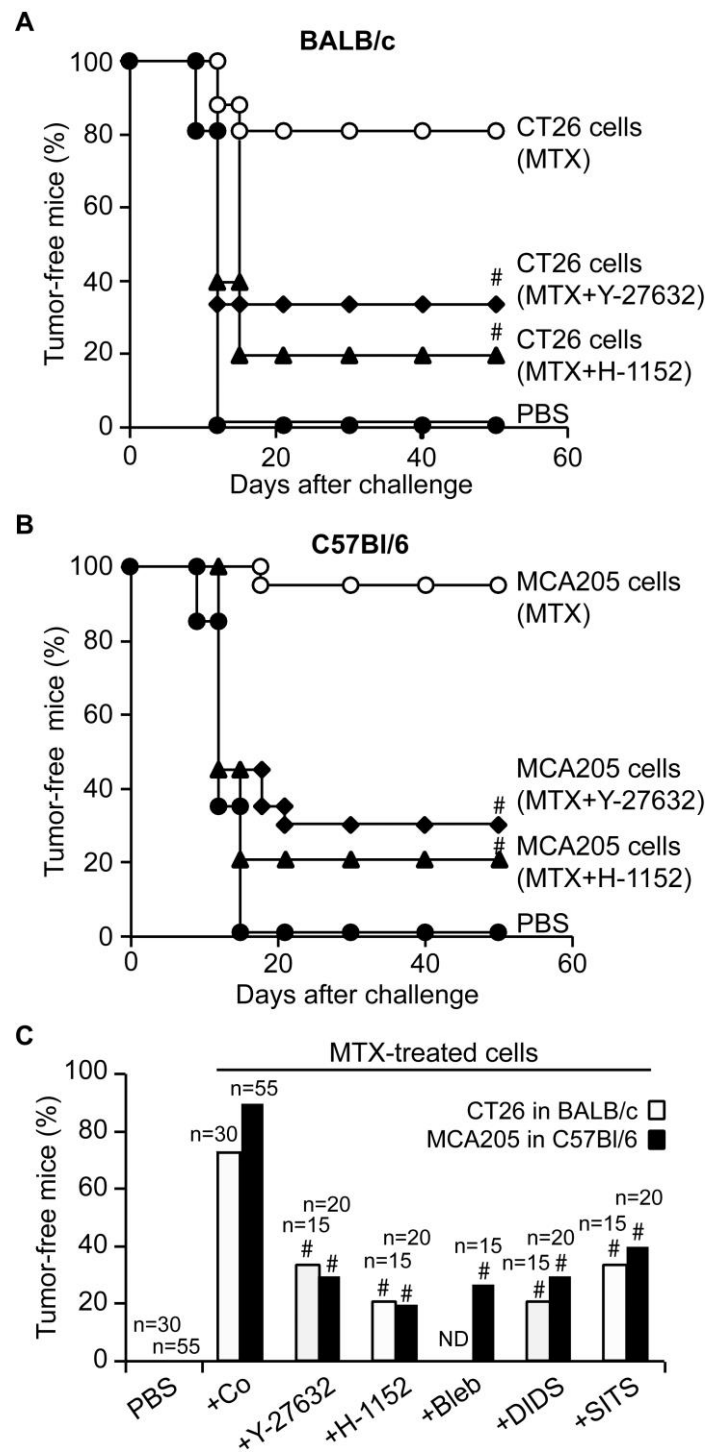 A
BALB/c
Tumor-free mice (%)
100
80
60
40
20
0
CT26 cells
(MTX)
#
CT26 cells
(MTX+Y-27632)
#
CT26 cells
(MTX+H-1152)
PBS
0
20
40
60
Days after challenge
B
C57Bl/6
Tumor-free mice (%)
100
80
60
40
20
0
MCA205 cells
(MTX)
MCA205 cells
(MTX+Y-27632)
#
MCA205 cells
#
(MTX+H-1152)
PBS
0
20
40
60
Days after challenge
C
MTX-treated cells
Tumor-free mice (%)
100
80
60
40
20
0
CT26 in BALB/c
MCA205 in C57Bl/6
n=30
n=55
n=30
n=55
n=15
n=20
# #
n=15
n=20
# #
ND
n=15
#
n=15
n=20
# #
n=15
n=20
# #
PBS
+Co
+Y-27632
+H-1152
+Bleb
+DIDS
+SITS